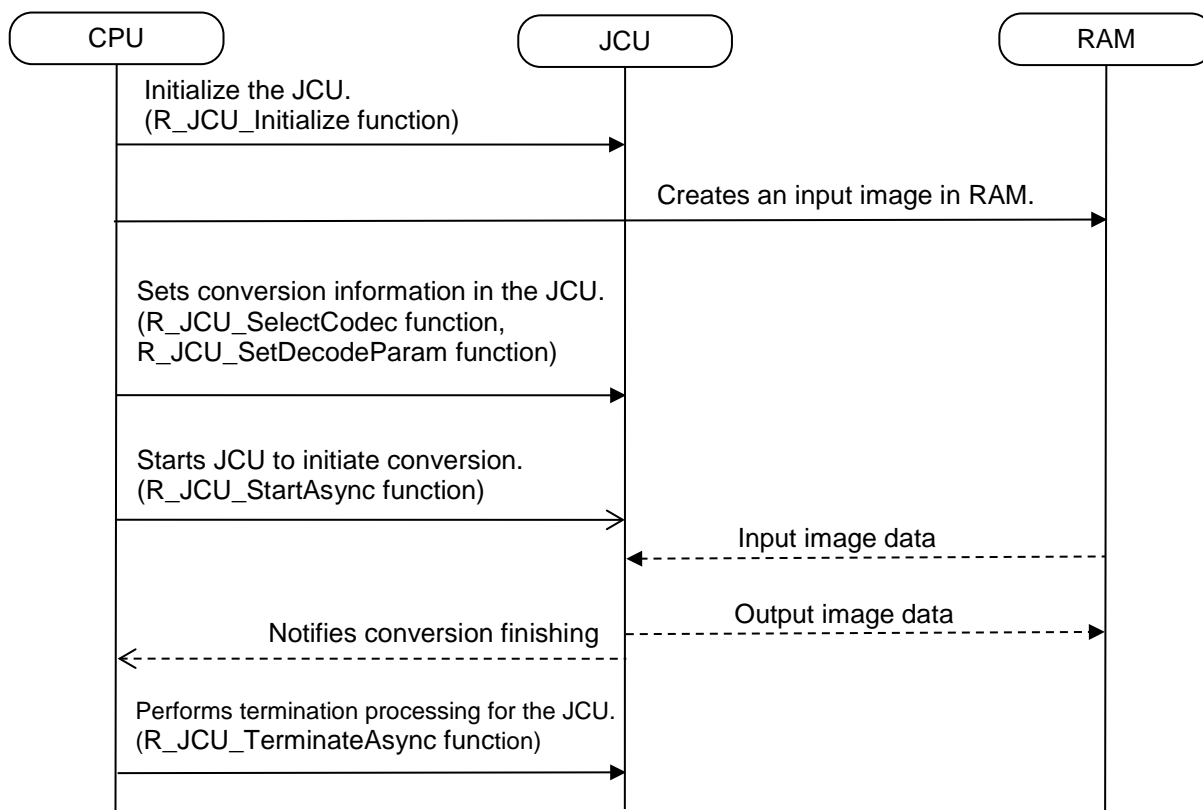 CPU
JCU
RAM
Initialize the JCU.
(R_JCU_Initialize function)
Creates an input image in RAM.
Sets conversion information in the JCU.
(R_JCU_SelectCodec function,
R_JCU_SetDecodeParam function)
Starts JCU to initiate conversion.
(R_JCU_StartAsync function)
Input image data
Output image data
Notifies conversion finishing
Performs termination processing for the JCU.
(R_JCU_TerminateAsync function)